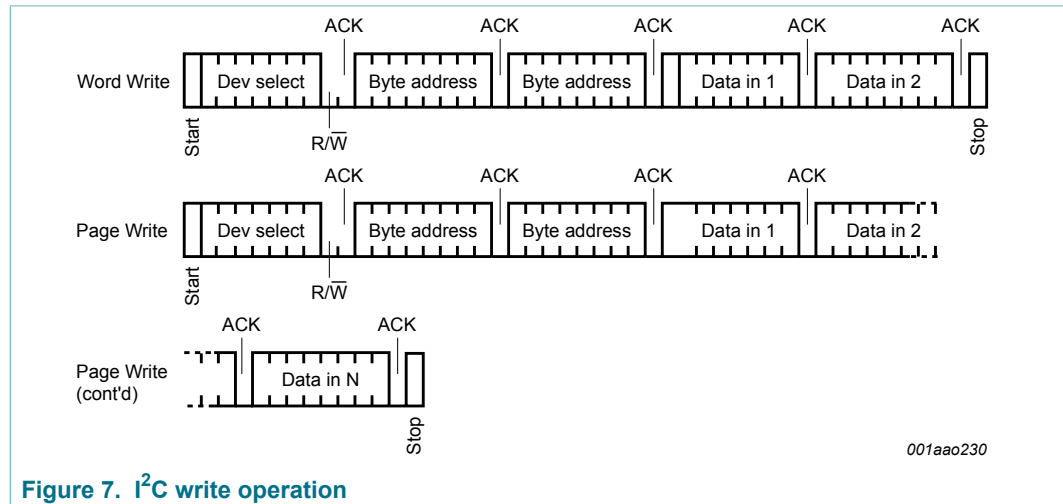 ACK ACK ACK ACK ACK
Word Write Dev select Byte address Byte address Data in 1 Data in 2
Start R/W̅ Stop
ACK ACK ACK ACK
Page Write Dev select Byte address Byte address Data in 1 Data in 2
Start R/W̅
ACK ACK
Page Write
(cont'd)
Data in N
Stop
001aao230
Figure 7. I²C write operation